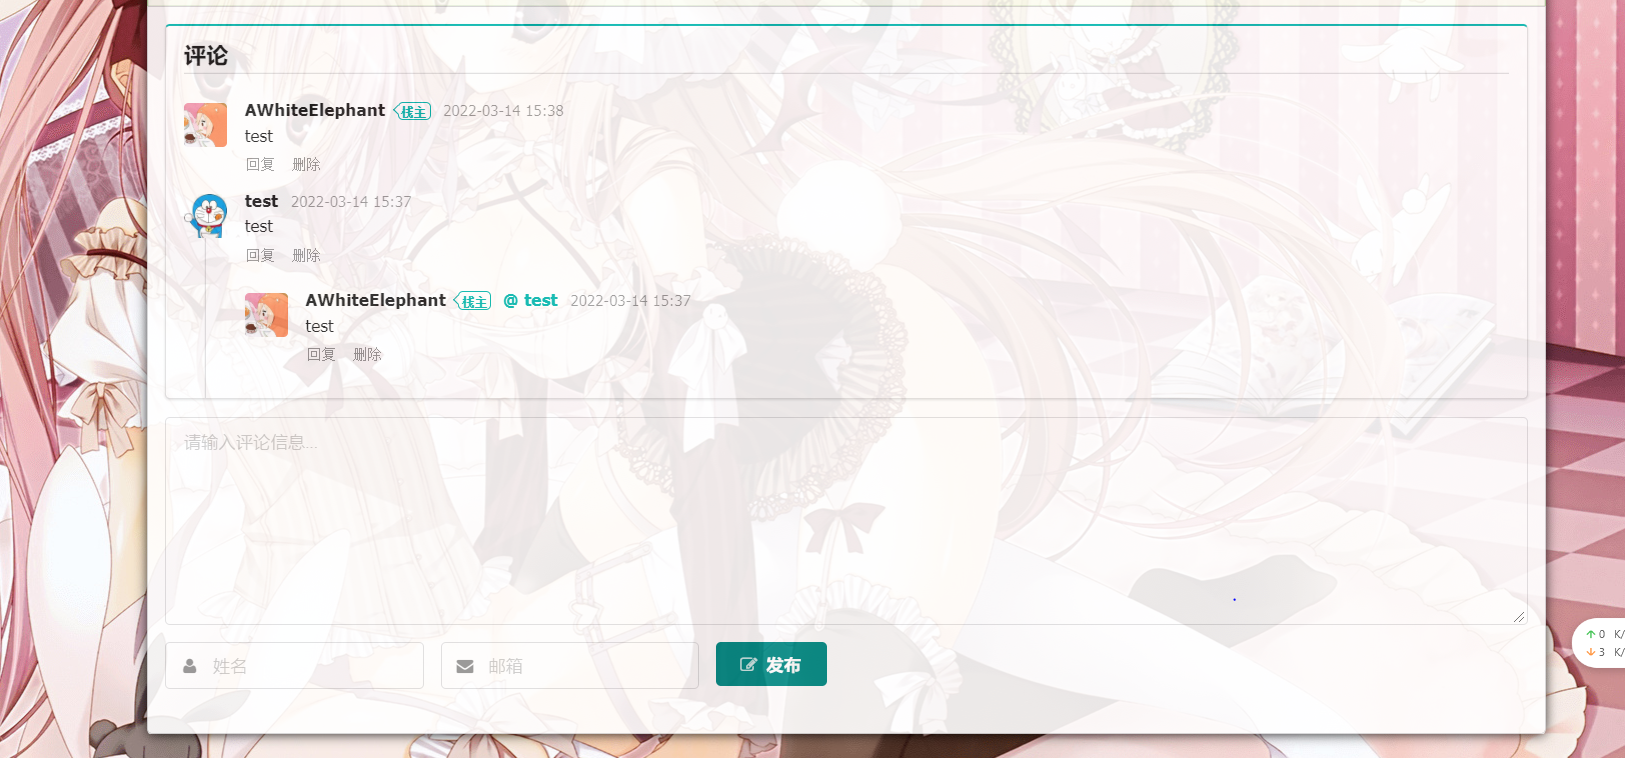 评论
AWhiteElephant 栈主 2022-03-14 15:38
test
回复 删除
test 2022-03-14 15:37
test
回复 删除
AWhiteElephant 栈主 @ test 2022-03-14 15:37
test
回复 删除
请输入评论信息...
姓名 邮箱 发布
0 K/
3 K/